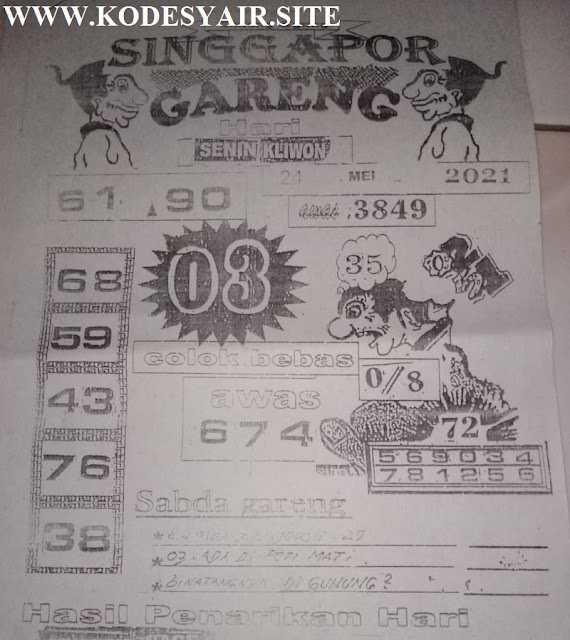 WWW.KODESYAIR.SITE
SINGGAPOR
GARENG
Hari
SENIN KLIWON
24 MEI 2021
61 90
3849
68
03
35
59
colok bebas
0/8
43
awas
674
72
76
569034
781256
38
Sabda gareng
* 03 = ADA DI PETI MATI
* BINATANGNYA DI GUNUNG?
Hasil Penarikan Hari